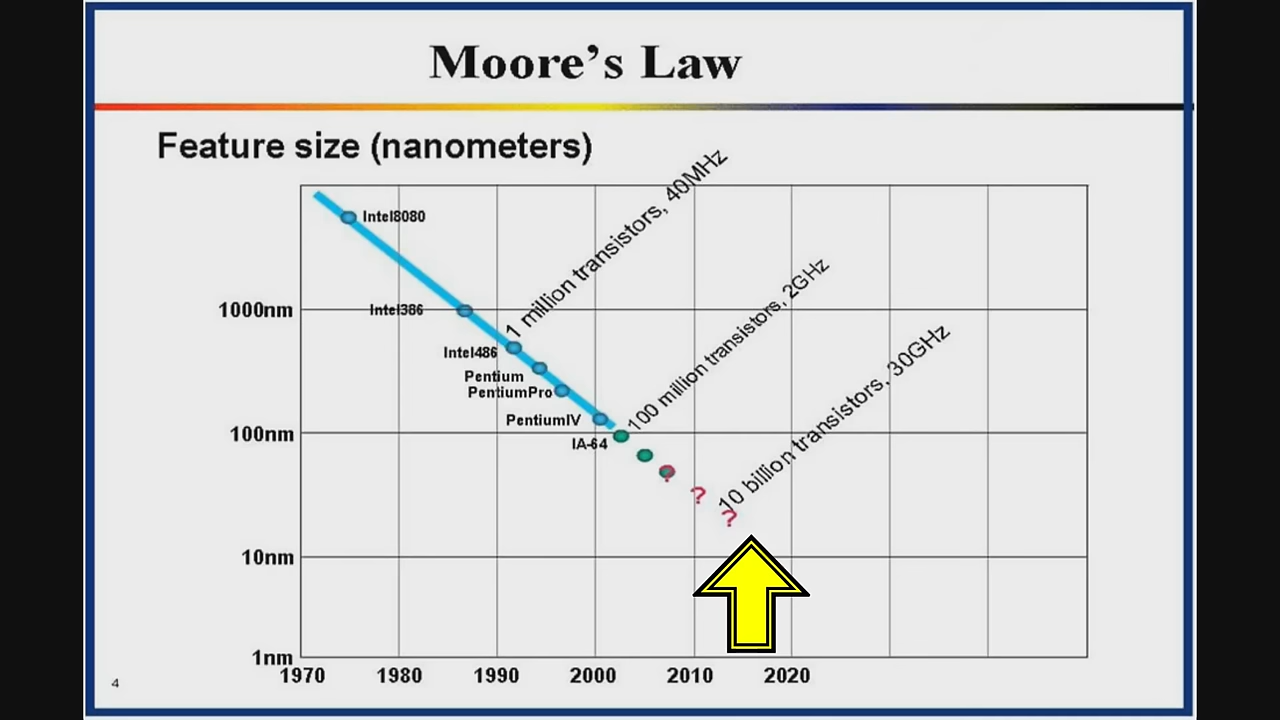 Moore's Law
Feature size (nanometers)
1 million transistors, 40MHz
Intel8080
100 million transistors, 2GHz
1000nm
Intel386
10 billion transistors, 30GHz
Intel486
Pentium
PentiumPro
PentiumIV
100nm
IA-64
?
?
?
10nm
1nm
1970 1980 1990 2000 2010 2020
4